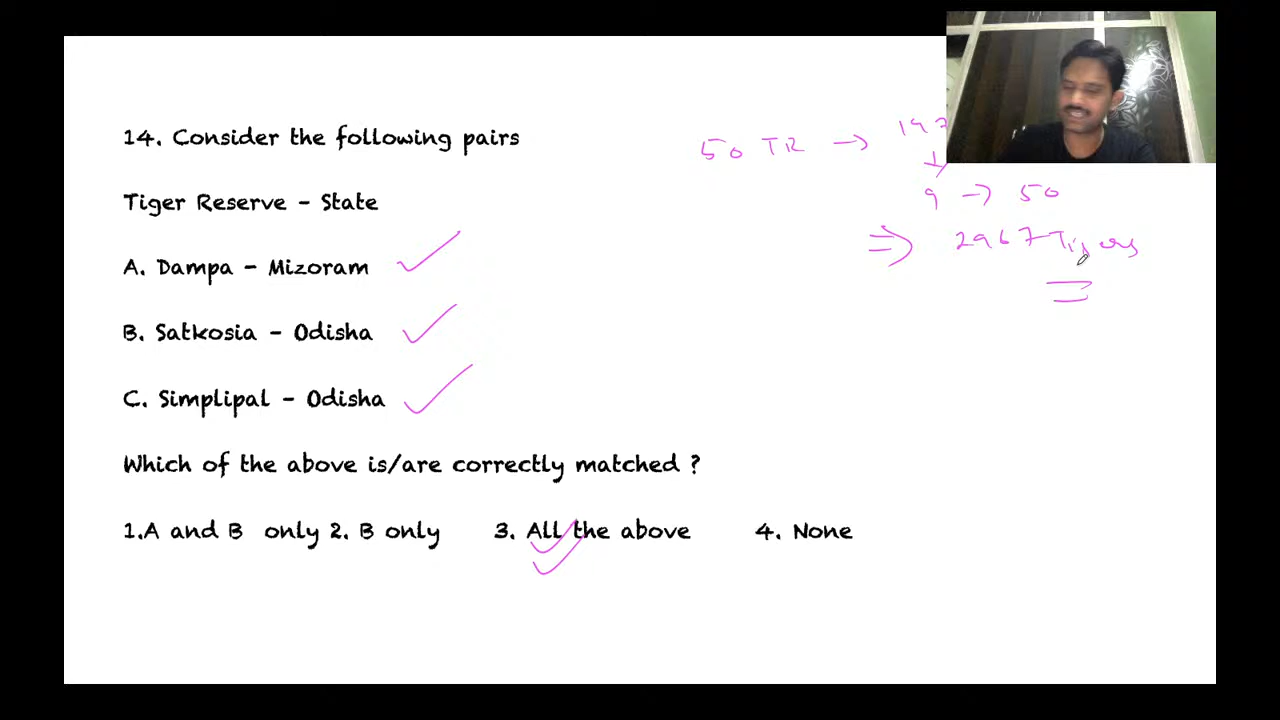 14. Consider the following pairs
50 TR → 197
Tiger Reserve - State
9 → 50
⇒ 2967 Tigers
A. Dampa - Mizoram
B. Satkosia - Odisha
C. Simplipal - Odisha
Which of the above is/are correctly matched ?
1.A and B only 2. B only 3. All the above 4. None